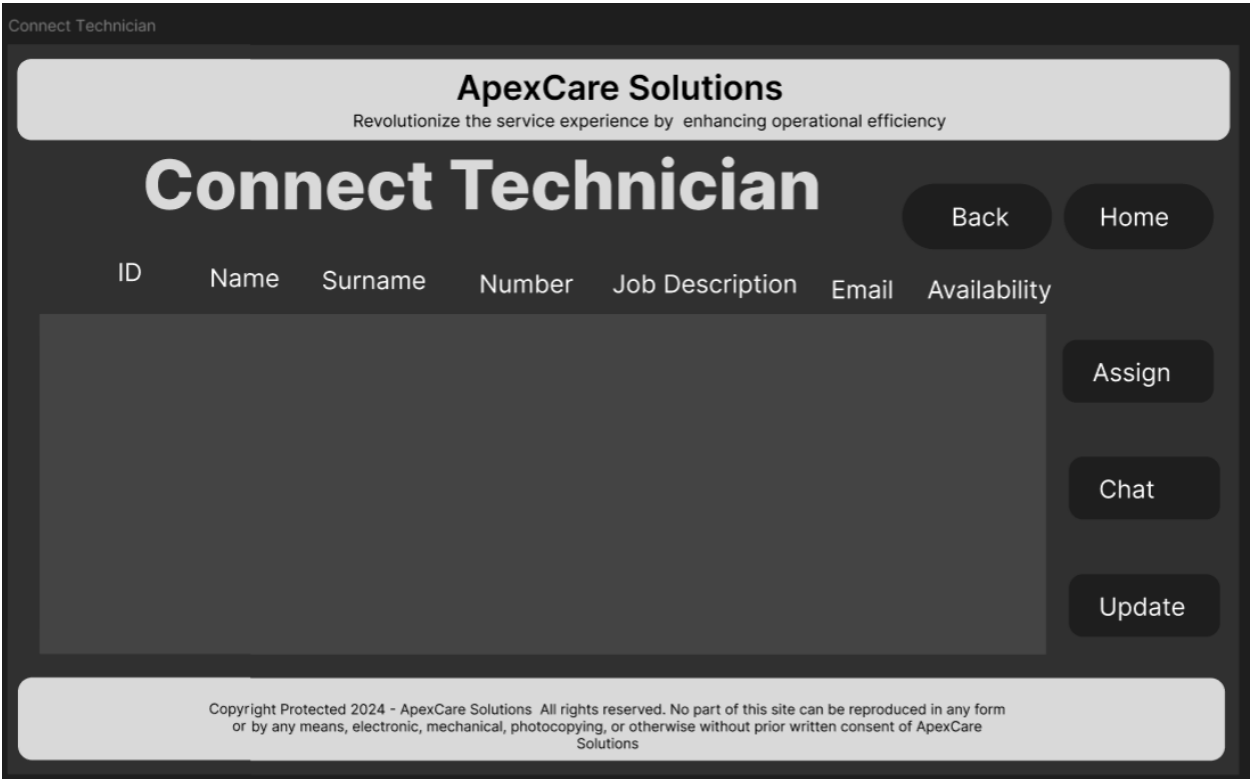 Connect Technician
ApexCare Solutions
Revolutionize the service experience by  enhancing operational efficiency
Connect Technician
Back
Home
ID
Name
Surname
Number
Job Description
Email
Availability
Assign
Chat
Update
Copyright Protected 2024 - ApexCare Solutions  All rights reserved. No part of this site can be reproduced in any form
or by any means, electronic, mechanical, photocopying, or otherwise without prior written consent of ApexCare
Solutions